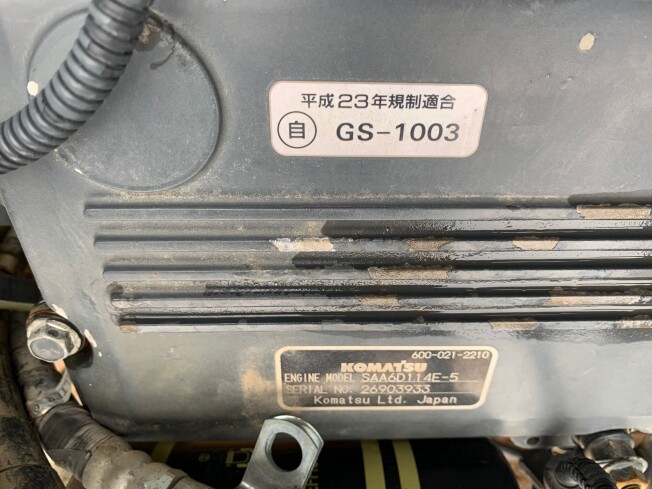 平成23年規制適合
自 GS-1003
600-021-2210
KOMATSU
ENGINE MODEL SAA6D114E-5
SERIAL NO. 26903933
Komatsu Ltd. Japan